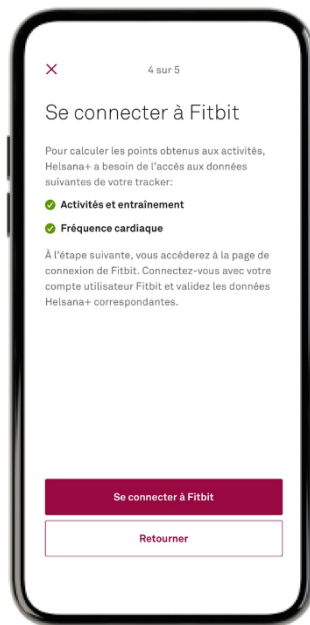 4 sur 5
Se connecter à Fitbit
Pour calculer les points obtenus aux activités,
Helsana+ a besoin de l'accès aux données
suivantes de votre tracker:
Activités et entraînement
Fréquence cardiaque
À l'étape suivante, vous accéderez à la page de
connexion de Fitbit. Connectez-vous avec votre
compte utilisateur Fitbit et validez les données
Helsana+ correspondantes.
Se connecter à Fitbit
Retourner